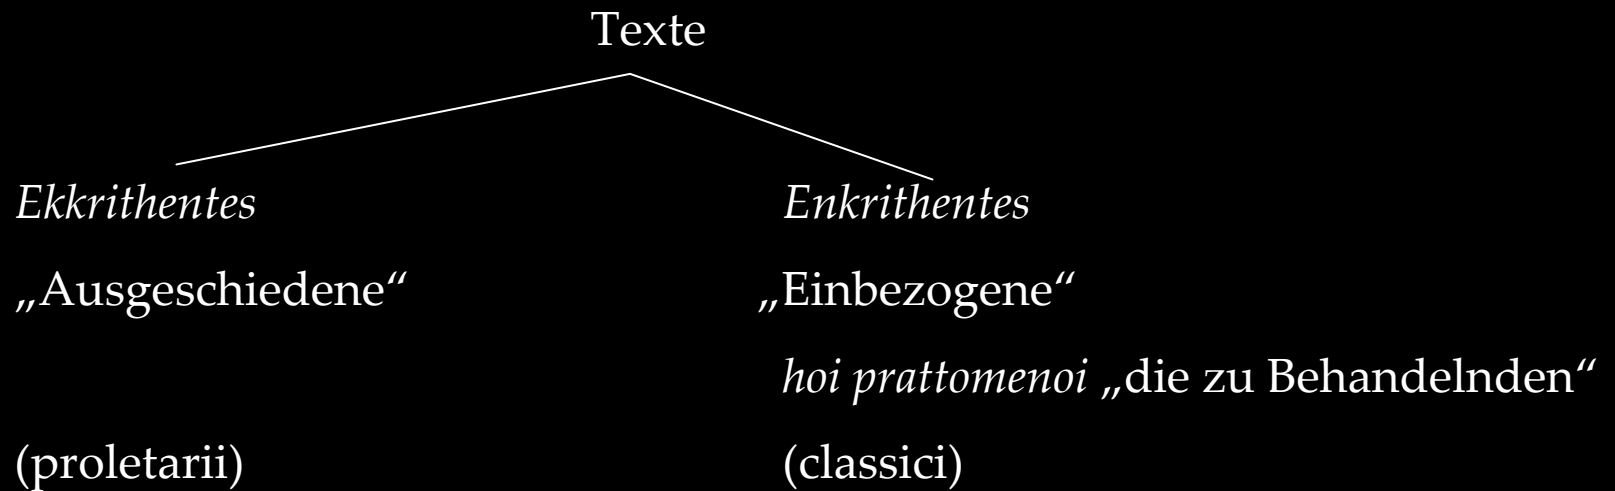 Texte
Ekkrithentes Enkrithentes
„Ausgeschiedene“ „Einbezogene“
hoi prattomenoi „die zu Behandelnden“
(proletarii) (classici)